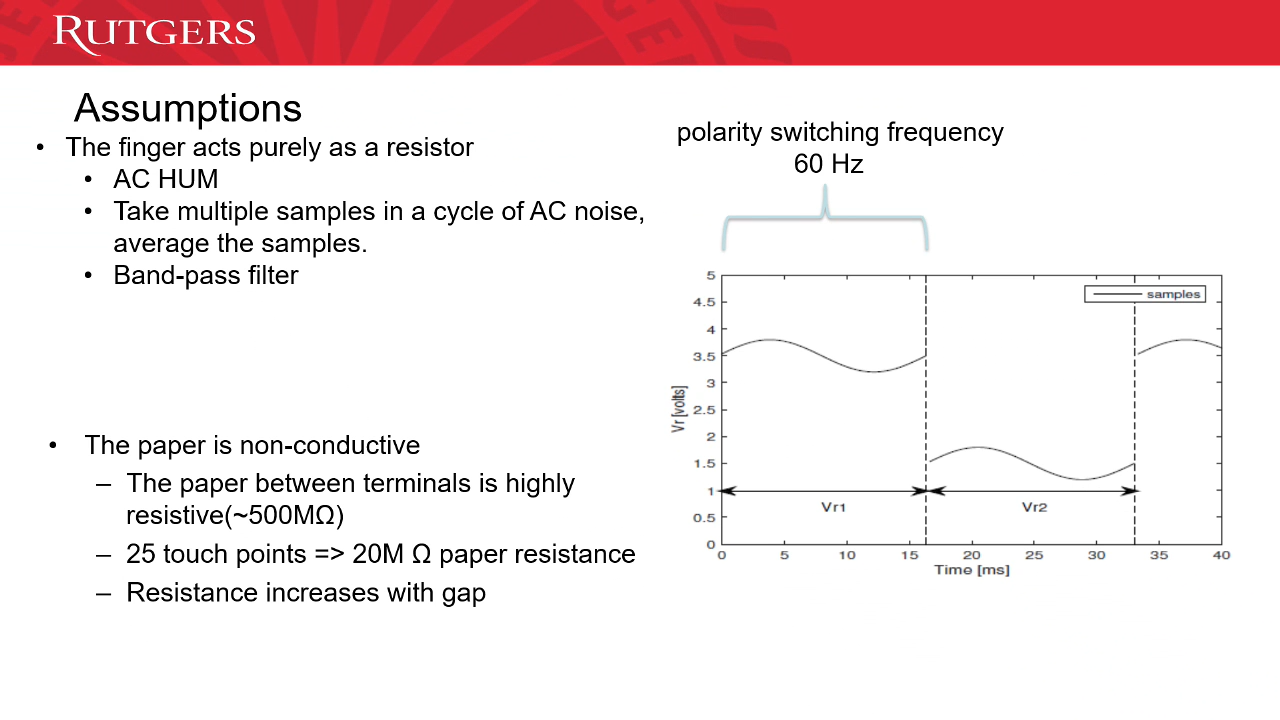 RUTGERS
Assumptions
• The finger acts purely as a resistor
• AC HUM
• Take multiple samples in a cycle of AC noise,
average the samples.
• Band-pass filter
• The paper is non-conductive
– The paper between terminals is highly
resistive(~500MΩ)
– 25 touch points => 20M Ω paper resistance
– Resistance increases with gap
polarity switching frequency
60 Hz
samples
5
4.5
4
3.5
3
2.5
2
1.5
1
0.5
0
Vr [volts]
Vr1
Vr2
0 5 10 15 20 25 30 35 40
Time [ms]